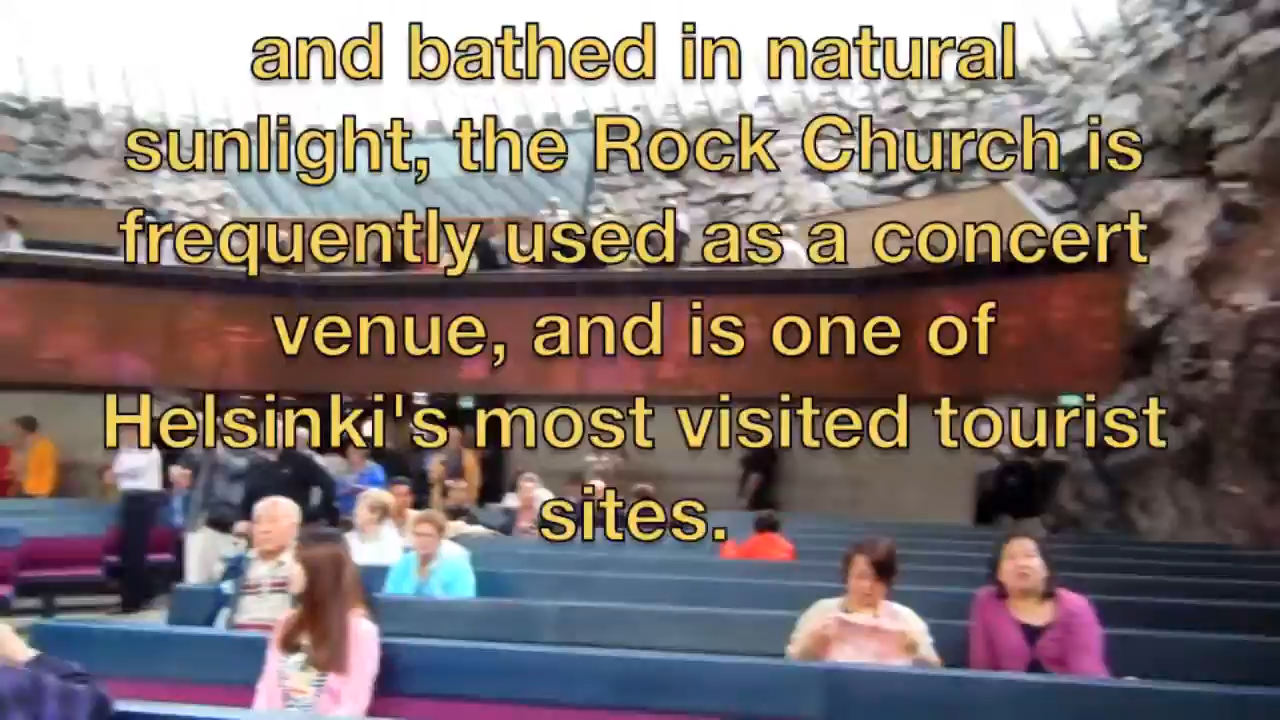 and bathed in natural
sunlight, the Rock Church is
frequently used as a concert
venue, and is one of
Helsinki's most visited tourist
sites.